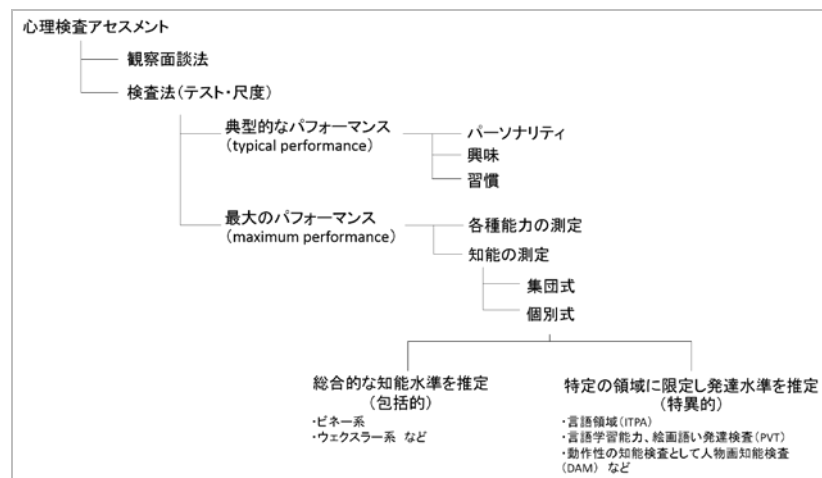 心理検査アセスメント
観察面談法
検査法(テスト・尺度)
典型的なパフォーマンス
(typical performance)
パーソナリティ
興味
習慣
最大のパフォーマンス
(maximum performance)
各種能力の測定
知能の測定
集団式
個別式
総合的な知能水準を推定
(包括的)
・ビネー系
・ウェクスラー系 など
特定の領域に限定し発達水準を推定
(特異的)
・言語領域(ITPA)
・言語学習能力、絵画語い発達検査(PVT)
・動作性の知能検査として人物画知能検査
(DAM) など